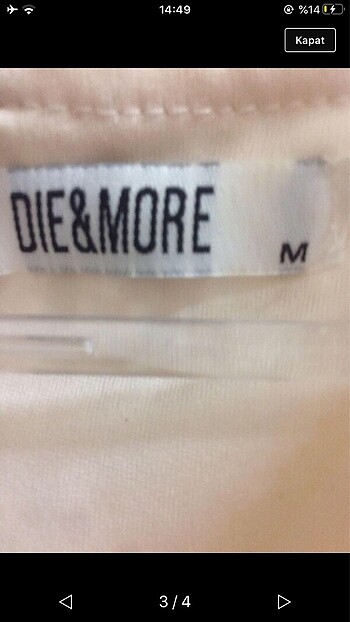 14:49
%14
Kapat
DIE&MORE
M
3/4